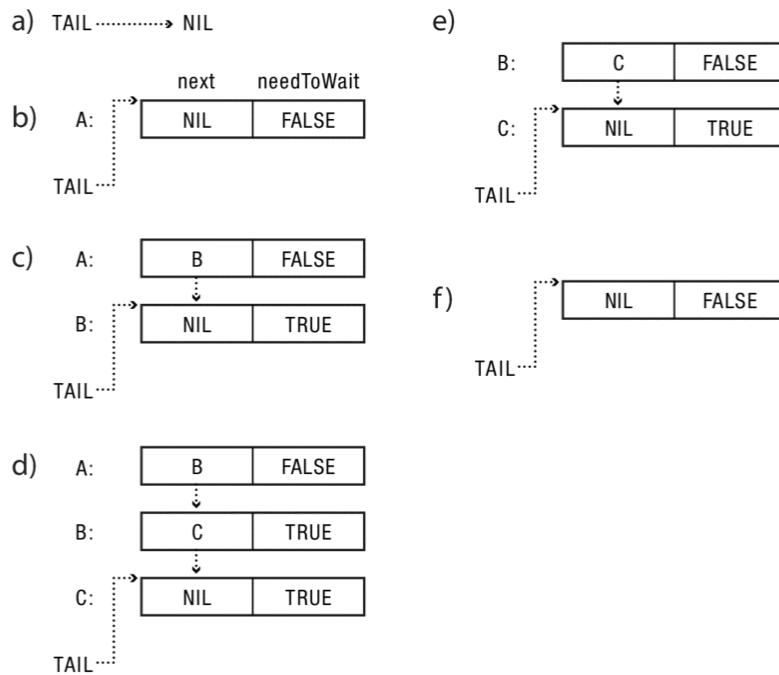 a) TAIL NIL
next needToWait
b) A: NIL FALSE
TAIL
c) A: B FALSE
B: NIL TRUE
TAIL
d) A: B FALSE
B: C TRUE
C: NIL TRUE
TAIL
e)
B: C FALSE
C: NIL TRUE
TAIL
f) NIL FALSE
TAIL